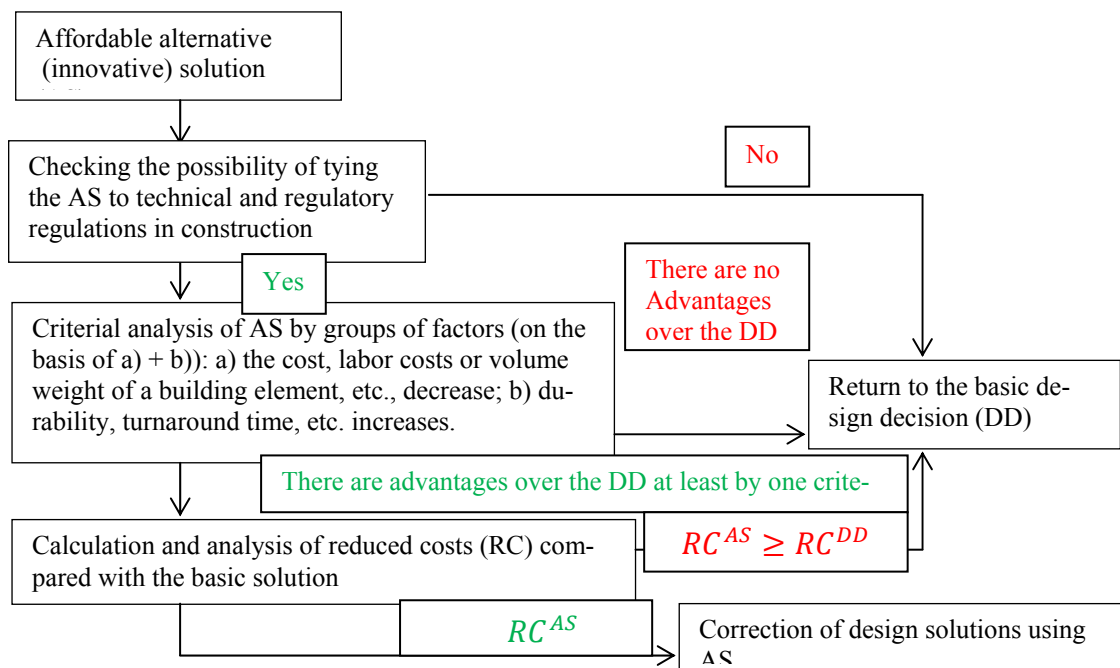 Affordable alternative
(innovative) solution
Checking the possibility of tying
the AS to technical and regulatory
regulations in construction
No
Yes
There are no
Advantages
over the DD
Criterial analysis of AS by groups of factors (on the
basis of a) + b)): a) the cost, labor costs or volume
weight of a building element, etc., decrease; b) du-
rability, turnaround time, etc. increases.
Return to the basic de-
sign decision (DD)
There are advantages over the DD at least by one crite-
Calculation and analysis of reduced costs (RC) com-
pared with the basic solution
RC^AS ≥ RC^DD
RC^AS
Correction of design solutions using
AS